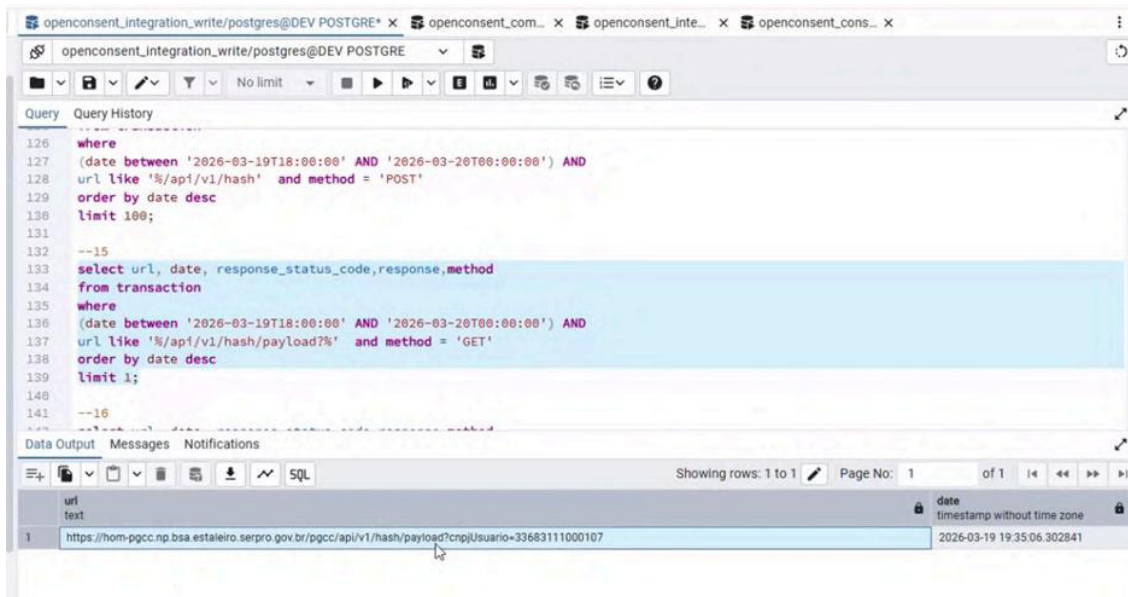 openconsent_integration_write/postgres@DEV POSTGRE* X openconsent_com... X openconsent_inte... X openconsent_cons... X
openconsent_integration_write/postgres@DEV POSTGRE
No limit
Query Query History
126 where
127 (date between '2026-03-19T18:00:00' AND '2026-03-20T00:00:00') AND
128 url like '%/api/v1/hash' and method = 'POST'
129 order by date desc
130 limit 100;
131
132 --15
133 select url, date, response_status_code,response,method
134 from transaction
135 where
136 (date between '2026-03-19T18:00:00' AND '2026-03-20T00:00:00') AND
137 url like '%/api/v1/hash/payload?%' and method = 'GET'
138 order by date desc
139 limit 1;
140
141 --16
Data Output Messages Notifications
SQL Showing rows: 1 to 1 Page No: 1 of 1
url date
text timestamp without time zone
1 https://hom-pgcc.np.bsa.estaleiro.serpro.gov.br/pgcc/api/v1/hash/payload?cnpjUsuario=33683111000107 2026-03-19 19:35:06.302841